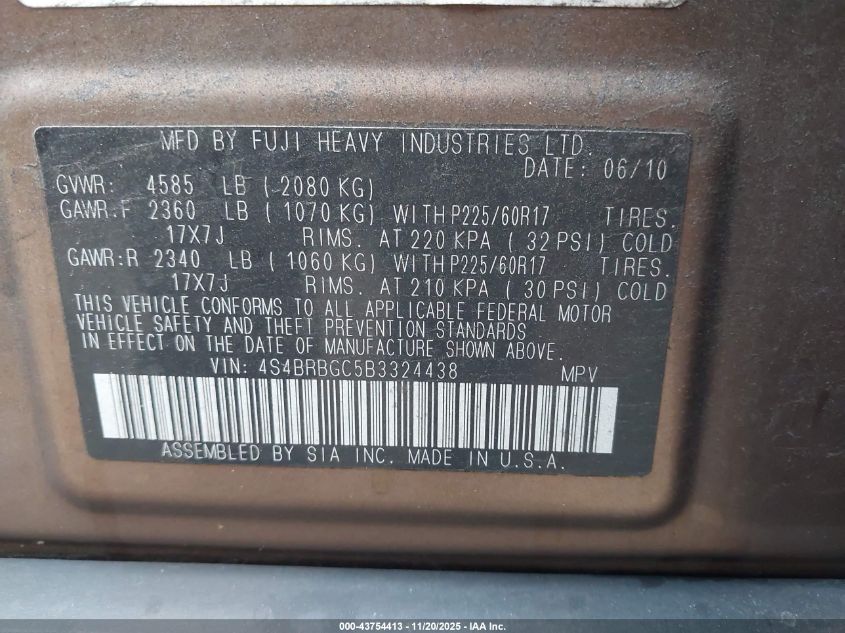 MFD BY FUJI HEAVY INDUSTRIES LTD.
DATE: 06/10
GVWR: 4585 LB ( 2080 KG)
GAWR:F 2360 LB ( 1070 KG) WITH P225/60R17 TIRES.
17X7J RIMS. AT 220 KPA ( 32 PSI) COLD
GAWR:R 2340 LB ( 1060 KG) WITH P225/60R17 TIRES.
17X7J RIMS. AT 210 KPA ( 30 PSI) COLD
THIS VEHICLE CONFORMS TO ALL APPLICABLE FEDERAL MOTOR
VEHICLE SAFETY AND THEFT PREVENTION STANDARDS
IN EFFECT ON THE DATE OF MANUFACTURE SHOWN ABOVE.
VIN: 4S4BRBGC5B3324438 MPV
ASSEMBLED BY SIA INC. MADE IN U.S.A.
000-43754413 - 11/20/2025 - IAA Inc.